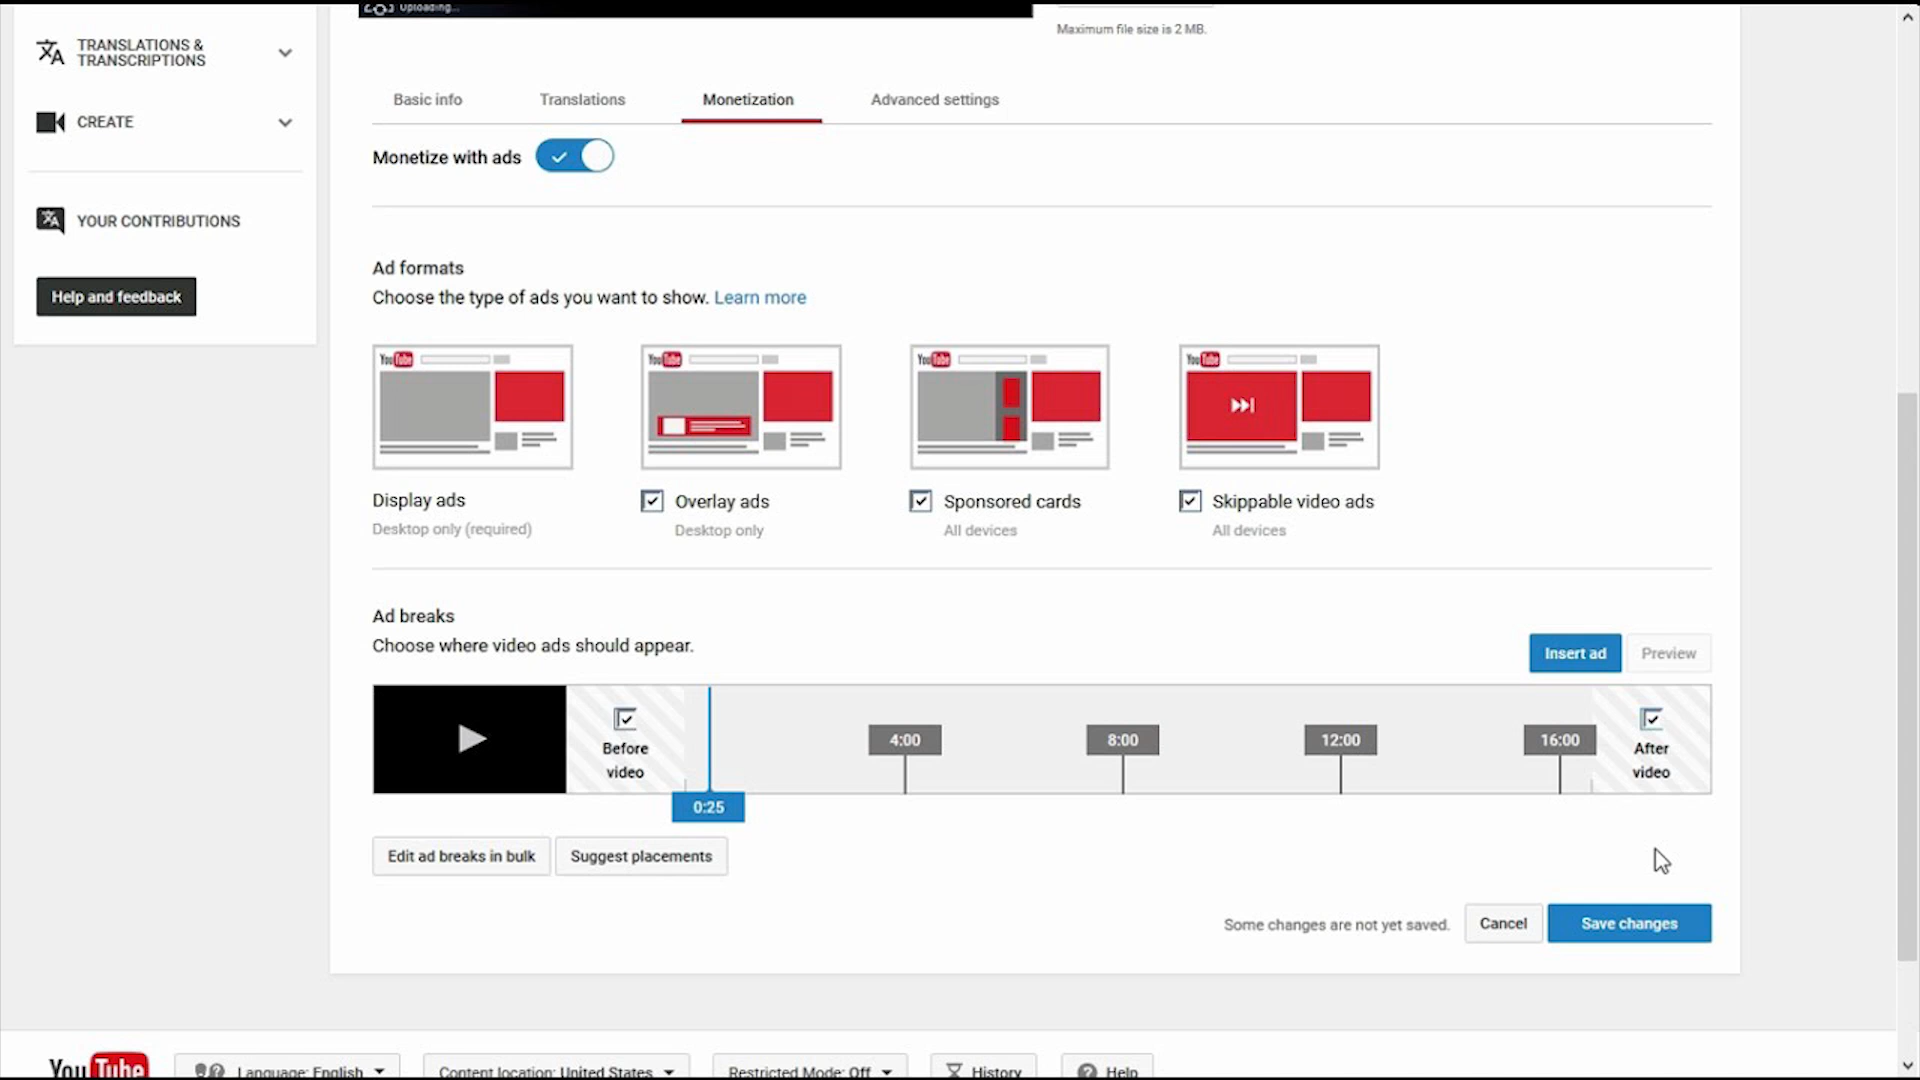 Uploading...
Maximum file size is 2 MB.
TRANSLATIONS &
TRANSCRIPTIONS
CREATE
YOUR CONTRIBUTIONS
Help and feedback
Basic info
Translations
Monetization
Advanced settings
Monetize with ads
Ad formats
Choose the type of ads you want to show. Learn more
YouTube
YouTube
YouTube
YouTube
Display ads
Desktop only (required)
Overlay ads
Desktop only
Sponsored cards
All devices
Skippable video ads
All devices
Ad breaks
Choose where video ads should appear.
Insert ad
Preview
Before
video
0:25
4:00
8:00
12:00
16:00
After
video
Edit ad breaks in bulk
Suggest placements
Some changes are not yet saved.
Cancel
Save changes
YouTube
Language: English
Content location: United States
Restricted Mode: Off
History
Help